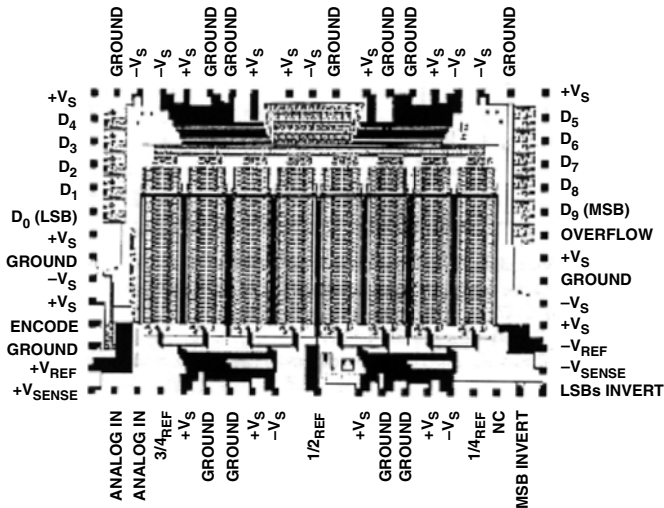 GROUND
–VS
–VS
+VS
GROUND
GROUND
+VS
+VS
–VS
GROUND
+VS
GROUND
GROUND
+VS
–VS
–VS
GROUND
+VS
D4
D3
D2
D1
D0 (LSB)
+VS
GROUND
–VS
+VS
ENCODE
GROUND
+VREF
+VSENSE
+VS
D5
D6
D7
D8
D9 (MSB)
OVERFLOW
+VS
GROUND
–VS
+VS
–VREF
–VSENSE
LSBs INVERT
ANALOG IN
ANALOG IN
3/4REF
+VS
GROUND
GROUND
+VS
–VS
1/2REF
+VS
GROUND
GROUND
+VS
–VS
1/4REF
NC
MSB INVERT